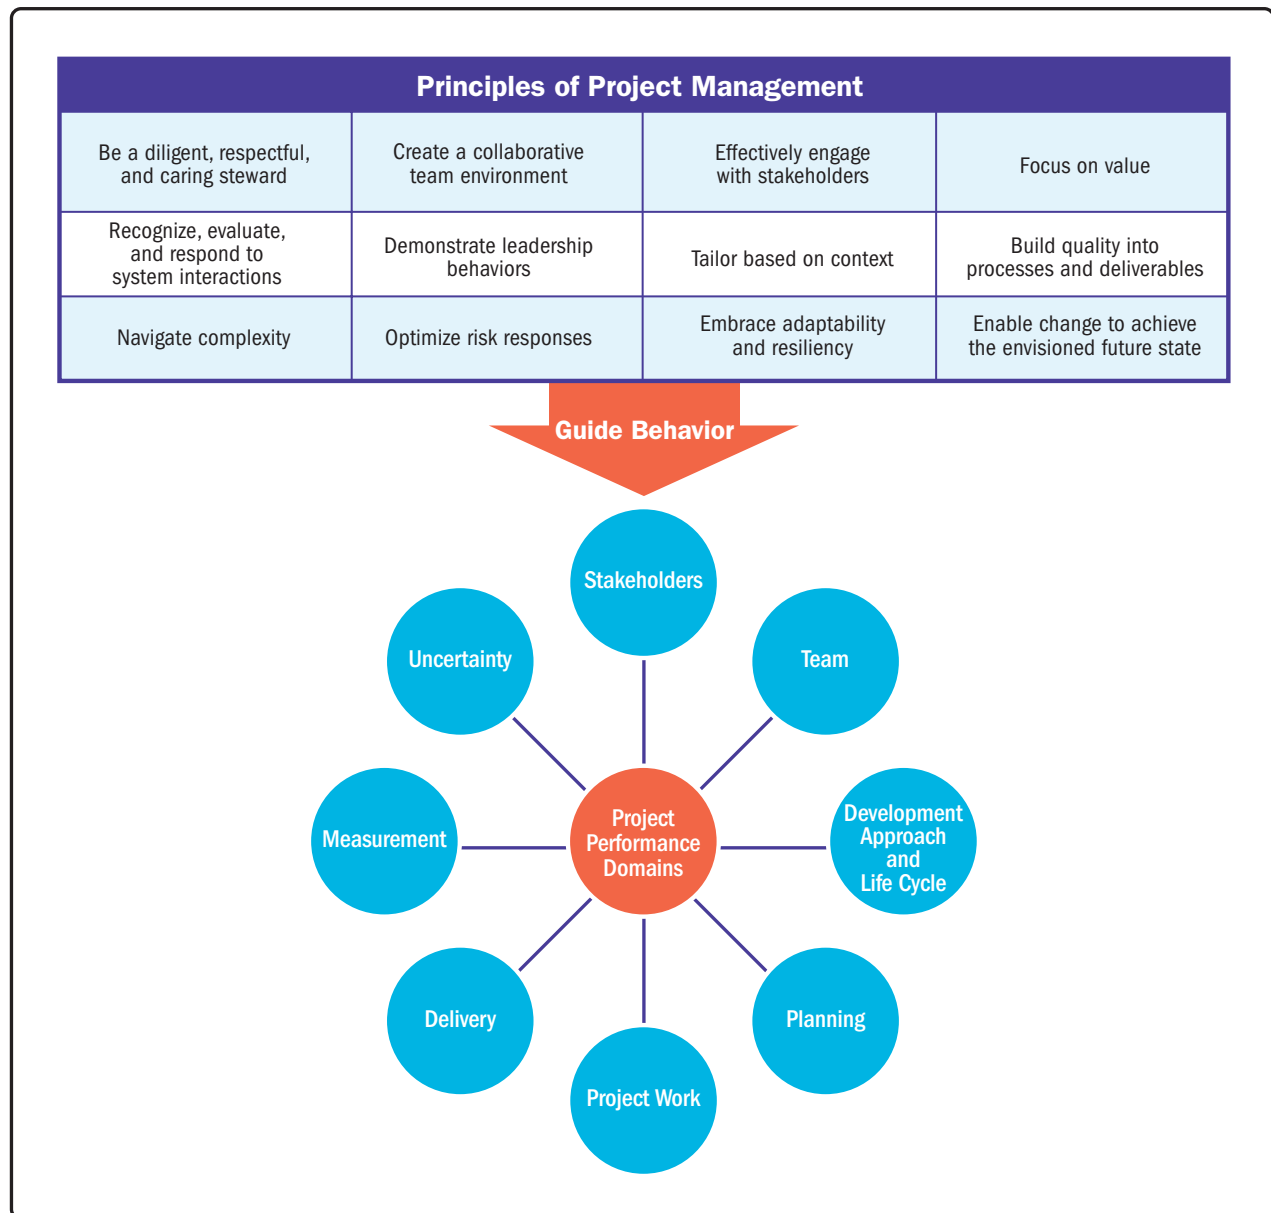 Principles of Project Management
Be a diligent, respectful,
and caring steward
Create a collaborative
team environment
Effectively engage
with stakeholders
Focus on value
Recognize, evaluate,
and respond to
system interactions
Demonstrate leadership
behaviors
Tailor based on context
Build quality into
processes and deliverables
Navigate complexity
Optimize risk responses
Embrace adaptability
and resiliency
Enable change to achieve
the envisioned future state
Guide Behavior
Stakeholders
Team
Development
Approach
and
Life Cycle
Planning
Project Work
Delivery
Measurement
Uncertainty
Project
Performance
Domains